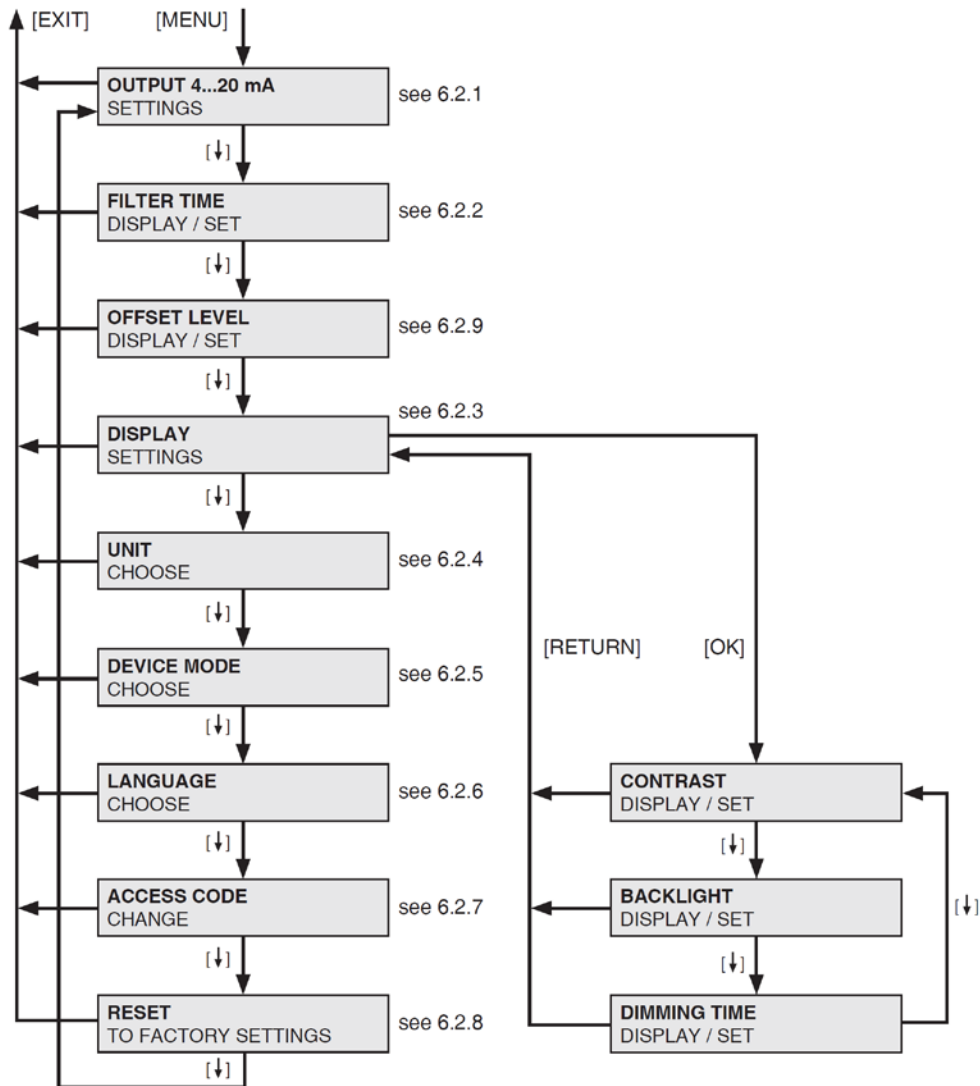 [EXIT] [MENU]
OUTPUT 4...20 mA
SETTINGS
see 6.2.1
[↓]
FILTER TIME
DISPLAY / SET
see 6.2.2
[↓]
OFFSET LEVEL
DISPLAY / SET
see 6.2.9
[↓]
see 6.2.3
DISPLAY
SETTINGS
[↓]
UNIT
CHOOSE
see 6.2.4
[↓]
[RETURN] [OK]
DEVICE MODE
CHOOSE
see 6.2.5
[↓]
LANGUAGE
CHOOSE
see 6.2.6
[↓]
ACCESS CODE
CHANGE
see 6.2.7
[↓]
RESET
TO FACTORY SETTINGS
see 6.2.8
[↓]
CONTRAST
DISPLAY / SET
[↓]
BACKLIGHT
DISPLAY / SET
[↓]
[↓]
DIMMING TIME
DISPLAY / SET